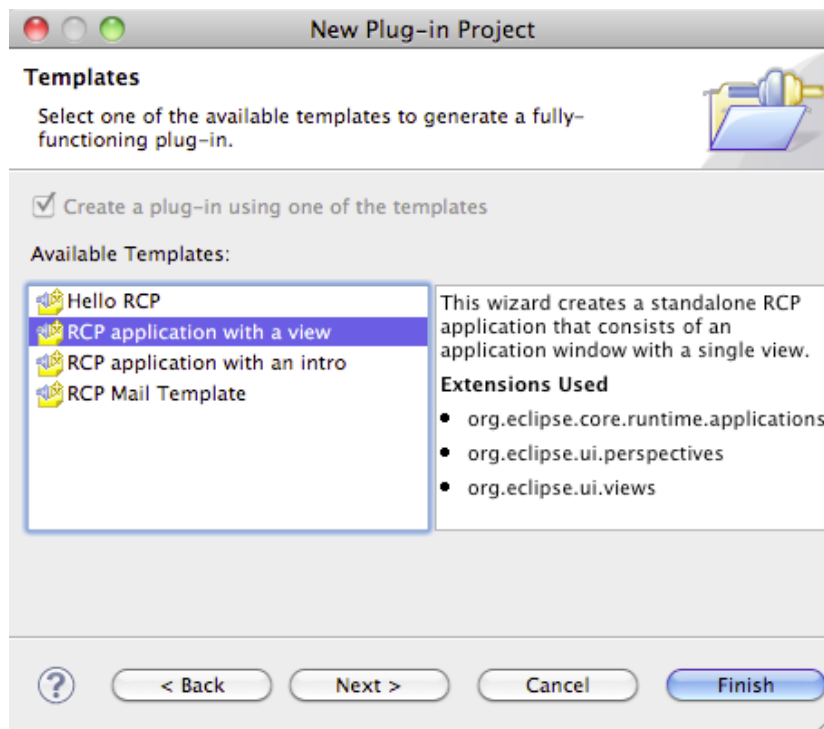 New Plug-in Project
Templates
Select one of the available templates to generate a fully-
functioning plug-in.
Create a plug-in using one of the templates
Available Templates:
Hello RCP
RCP application with a view
RCP application with an intro
RCP Mail Template
This wizard creates a standalone RCP
application that consists of an
application window with a single view.
Extensions Used
• org.eclipse.core.runtime.applications
• org.eclipse.ui.perspectives
• org.eclipse.ui.views
?
< Back
Next >
Cancel
Finish